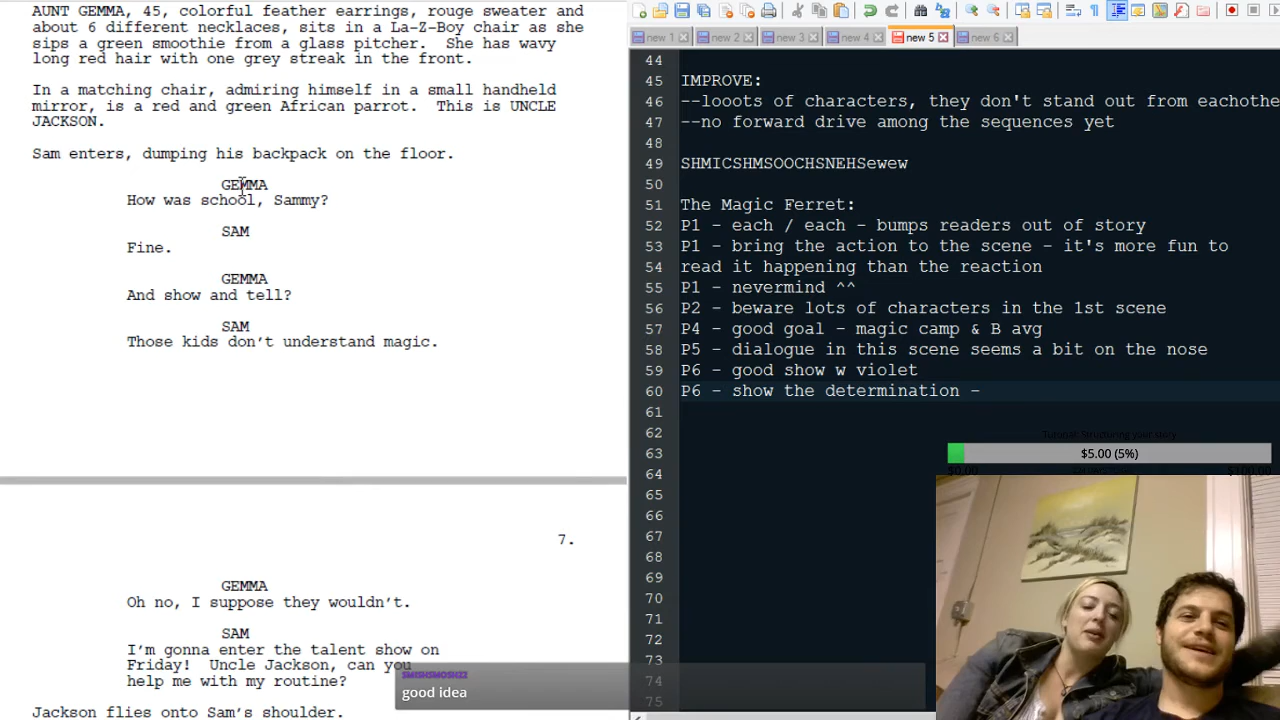 AUNT GEMMA, 45, colorful feather earrings, rouge sweater and
about 6 different necklaces, sits in a La-Z-Boy chair as she
sips a green smoothie from a glass pitcher.  She has wavy
long red hair with one grey streak in the front.
In a matching chair, admiring himself in a small handheld
mirror, is a red and green African parrot.  This is UNCLE
JACKSON.
Sam enters, dumping his backpack on the floor.
GEMMA
How was school, Sammy?
SAM
Fine.
GEMMA
And show and tell?
SAM
Those kids don't understand magic.
7.
GEMMA
Oh no, I suppose they wouldn't.
SAM
I'm gonna enter the talent show on
Friday!  Uncle Jackson, can you
help me with my routine?
Jackson flies onto Sam's shoulder.
new 1 new 2 new 3 new 4 new 5 new 6
44
45 IMPROVE:
46 --looots of characters, they don't stand out from eachothe
47 --no forward drive among the sequences yet
48
49 SHMICSHMSOOCHSNEHSewew
50
51 The Magic Ferret:
52 P1 - each / each - bumps readers out of story
53 P1 - bring the action to the scene - it's more fun to
54 read it happening than the reaction
55 P1 - nevermind ^^
56 P2 - beware lots of characters in the 1st scene
57 P4 - good goal - magic camp & B avg
58 P5 - dialogue in this scene seems a bit on the nose
59 P6 - good show w violet
60 P6 - show the determination -
61
62
63
64
65
66
67
68
69
70
71
72
73
74
75
$5.00 (5%)
$0.00
SMISHSMOSH22
good idea